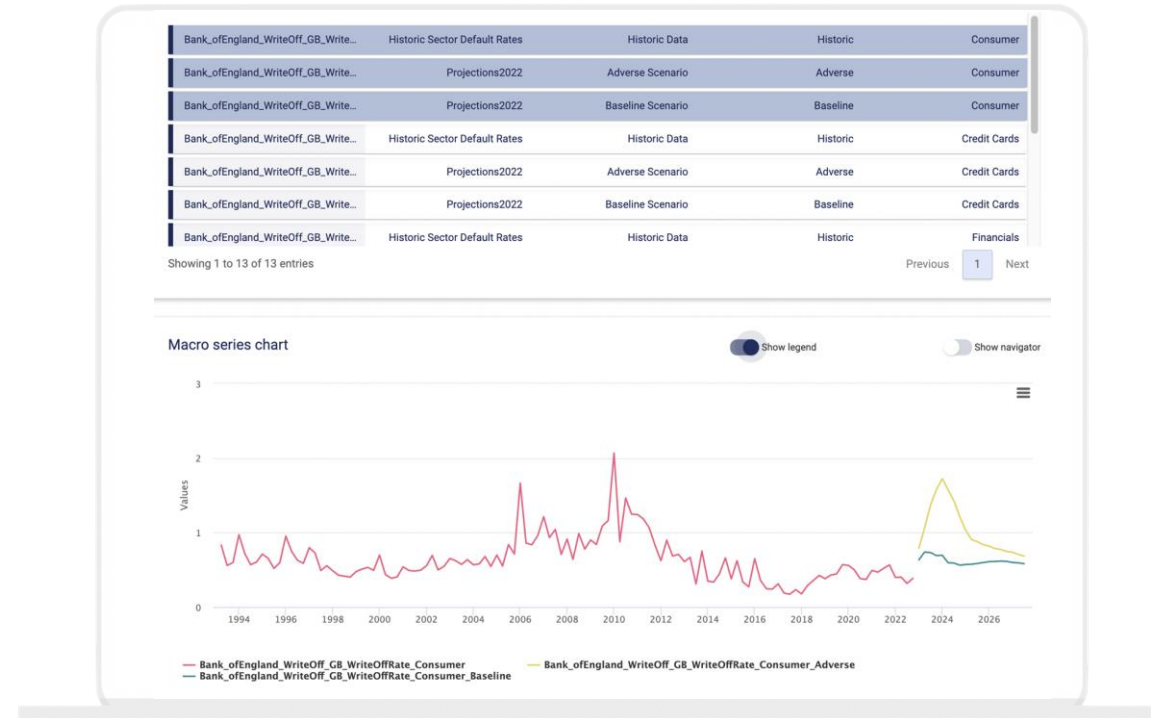 Bank_ofEngland_WriteOff_GB_Write... Historic Sector Default Rates Historic Data Historic Consumer
Bank_ofEngland_WriteOff_GB_Write... Projections2022 Adverse Scenario Adverse Consumer
Bank_ofEngland_WriteOff_GB_Write... Projections2022 Baseline Scenario Baseline Consumer
Bank_ofEngland_WriteOff_GB_Write... Historic Sector Default Rates Historic Data Historic Credit Cards
Bank_ofEngland_WriteOff_GB_Write... Projections2022 Adverse Scenario Adverse Credit Cards
Bank_ofEngland_WriteOff_GB_Write... Projections2022 Baseline Scenario Baseline Credit Cards
Bank_ofEngland_WriteOff_GB_Write... Historic Sector Default Rates Historic Data Historic Financials
Showing 1 to 13 of 13 entries Previous 1 Next
Macro series chart Show legend Show navigator
3
2
Values
1
0
1994 1996 1998 2000 2002 2004 2006 2008 2010 2012 2014 2016 2018 2020 2022 2024 2026
Bank_ofEngland_WriteOff_GB_WriteOffRate_Consumer Bank_ofEngland_WriteOff_GB_WriteOffRate_Consumer_Adverse
Bank_ofEngland_WriteOff_GB_WriteOffRate_Consumer_Baseline